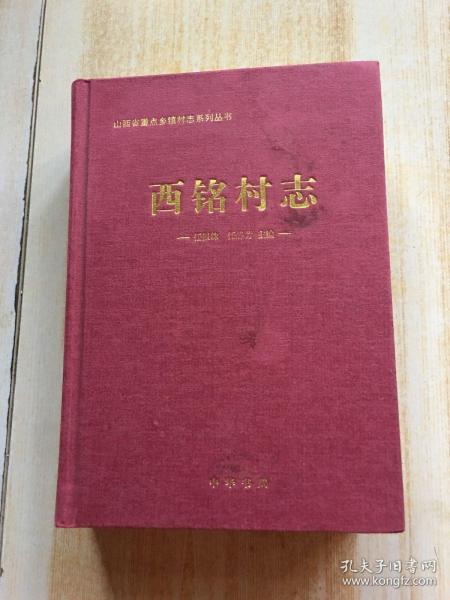 山西省重点乡镇村志系列丛书
西铭村志
主编
中华书局
孔夫子旧书网
www.kongfz.com